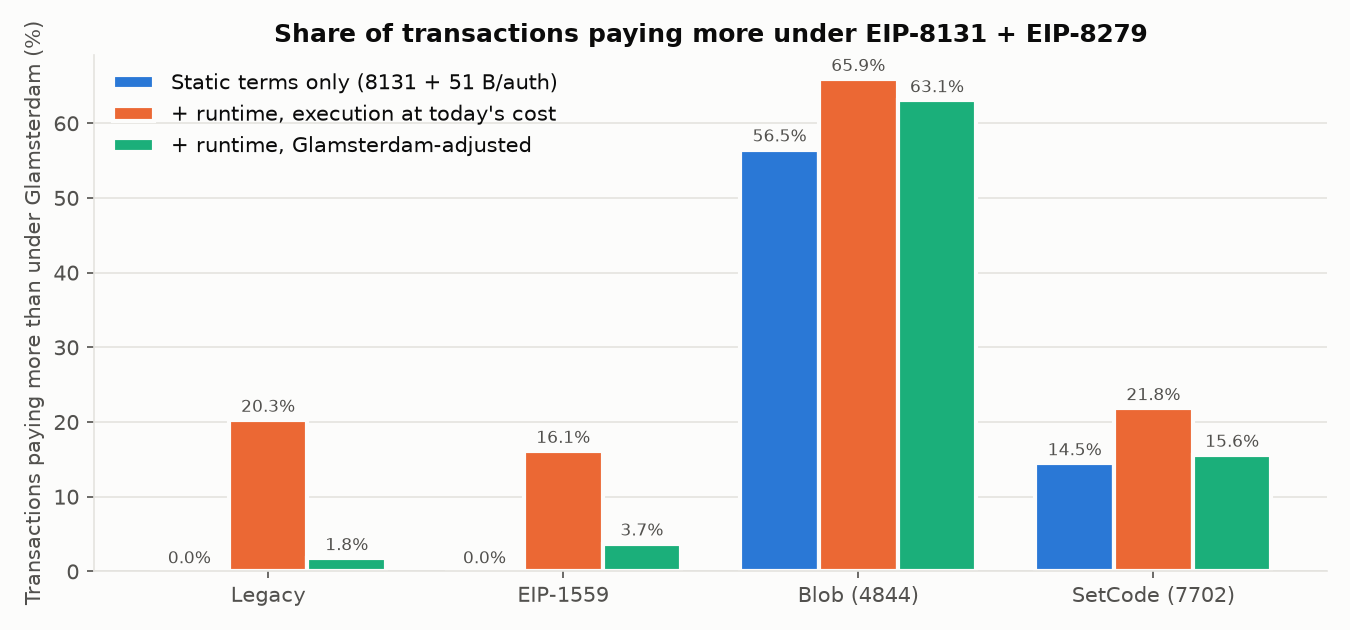 Share of transactions paying more under EIP-8131 + EIP-8279
Transactions paying more than under Glamsterdam (%)
Static terms only (8131 + 51 B/auth)
+ runtime, execution at today's cost
+ runtime, Glamsterdam-adjusted
60
50
40
30
20
10
0
0.0%
20.3%
1.8%
0.0%
16.1%
3.7%
56.5%
65.9%
63.1%
14.5%
21.8%
15.6%
Legacy
EIP-1559
Blob (4844)
SetCode (7702)